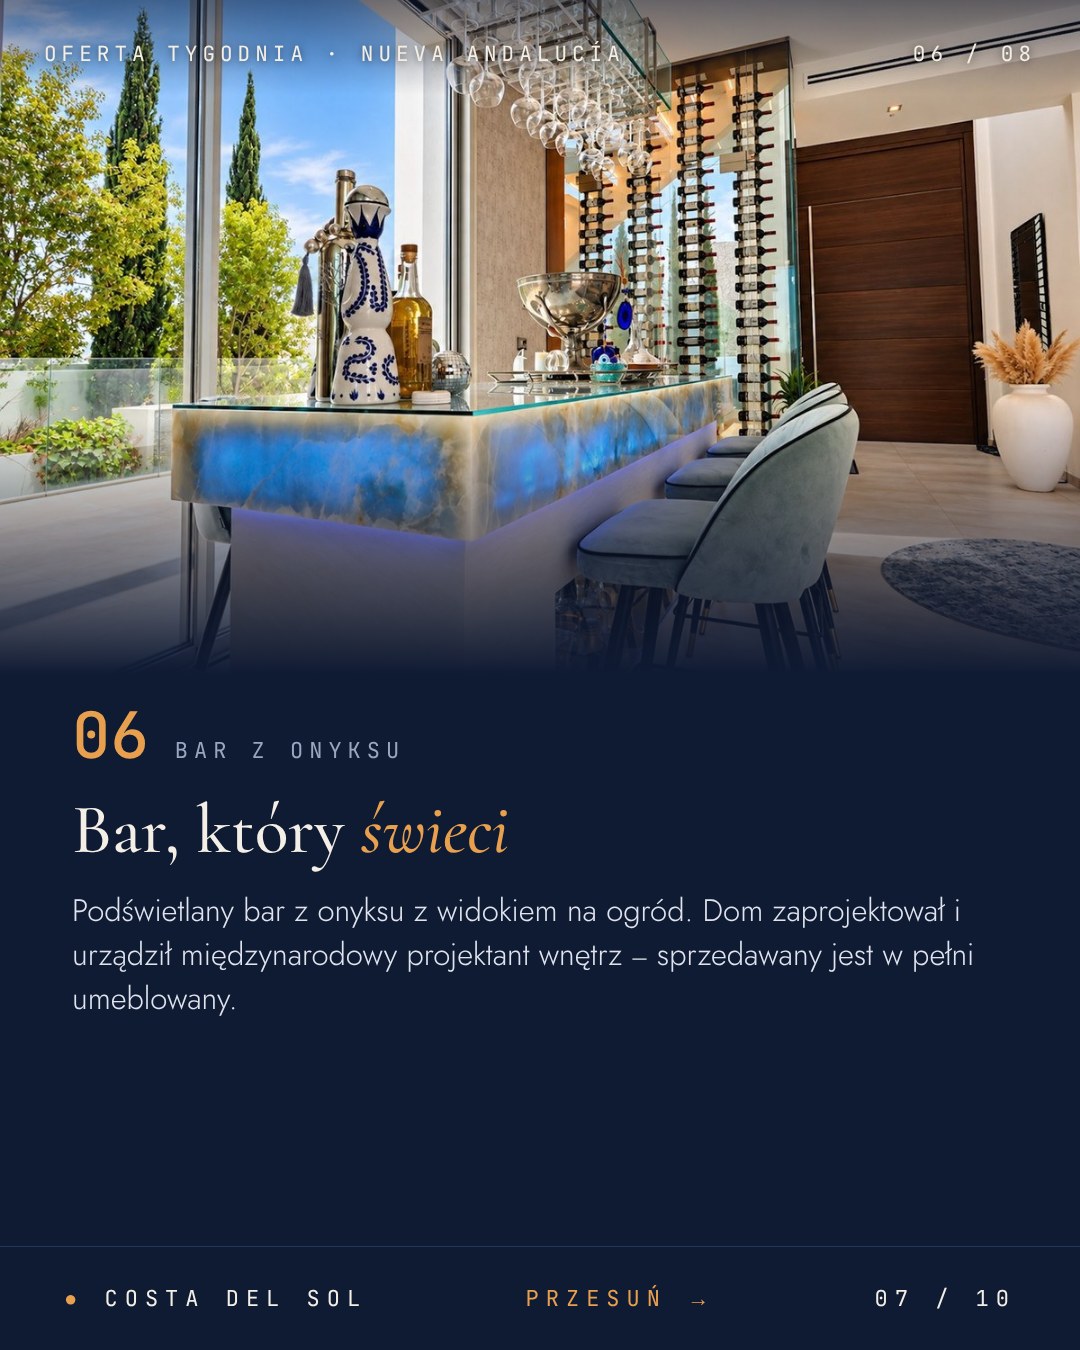 OFERTA TYGODNIA · NUEVA ANDALUCÍA
06 / 08
06 BAR Z ONYKSU
Bar, który świeci
Podświetlany bar z onyksu z widokiem na ogród. Dom zaprojektował i
urządził międzynarodowy projektant wnętrz – sprzedawany jest w pełni
umeblowany.
• COSTA DEL SOL
PRZESUŃ →
07 / 10